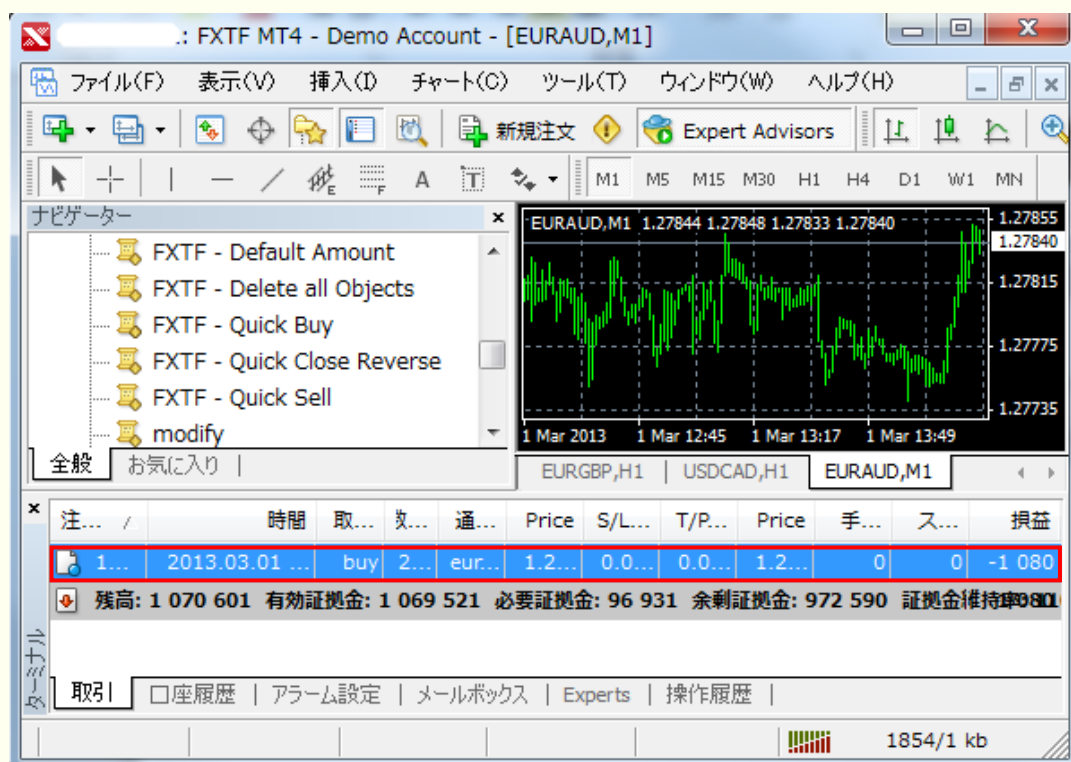 .: FXTF MT4 - Demo Account - [EURAUD,M1]
ファイル(F) 表示(V) 挿入(I) チャート(C) ツール(T) ウィンドウ(W) ヘルプ(H)
新規注文 Expert Advisors
E F A T M1 M5 M15 M30 H1 H4 D1 W1 MN
ナビゲーター
FXTF - Default Amount
FXTF - Delete all Objects
FXTF - Quick Buy
FXTF - Quick Close Reverse
FXTF - Quick Sell
modify
全般 | お気に入り |
EURAUD,M1 1.27844 1.27848 1.27833 1.27840
1.27855
1.27840
1.27815
1.27775
1.27735
1 Mar 2013 1 Mar 12:45 1 Mar 13:17 1 Mar 13:49
EURGBP,H1 | USDCAD,H1 EURAUD,M1
注... / 時間 取... 数... 通... Price S/L... T/P... Price 手... ス... 損益
1... 2013.03.01 ... buy 2... eur... 1.2... 0.0... 0.0... 1.2... 0 0 -1 080
残高: 1 070 601 有効証拠金: 1 069 521 必要証拠金: 96 931 余剰証拠金: 972 590 証拠金維持率:
ターミナル
取引 | 口座履歴 | アラーム設定 | メールボックス | Experts | 操作履歴 |
1854/1 kb